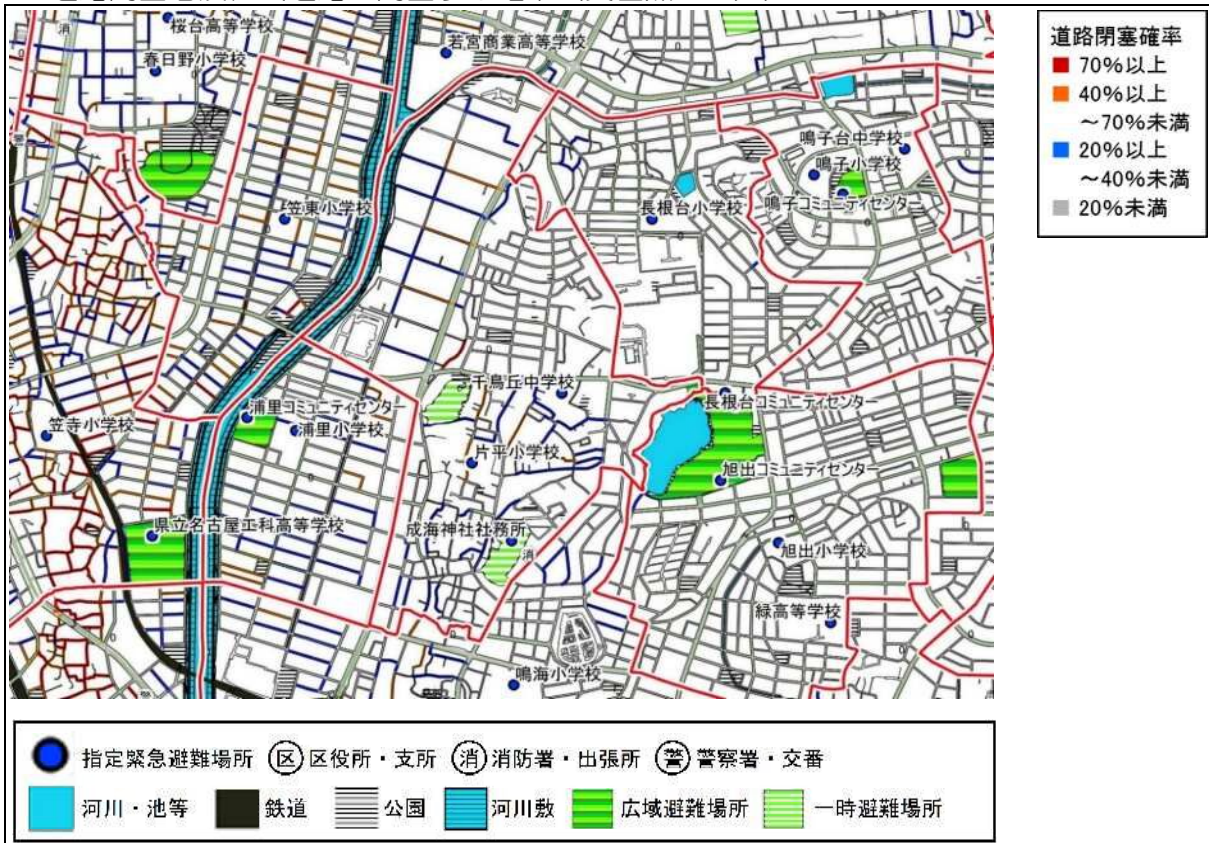 桜台高等学校
消
若宮商業高等学校
春日野小学校
鳴子台中学校
鳴子小学校
警
長根台小学校
鳴子コミュニティセンター
笠東小学校
千鳥丘中学校
浦里コミュニティセンター
長根台コミュニティセンター
笠寺小学校
浦里小学校
片平小学校
旭出コミュニティセンター
県立名古屋工科高等学校
成海神社社務所
消
旭出小学校
緑高等学校
鳴海小学校
道路閉塞確率
70%以上
40%以上
～70%未満
20%以上
～40%未満
20%未満
指定緊急避難場所 区 区役所・支所 消 消防署・出張所 警 警察署・交番
河川・池等 鉄道 公園 河川敷 広域避難場所 一時避難場所